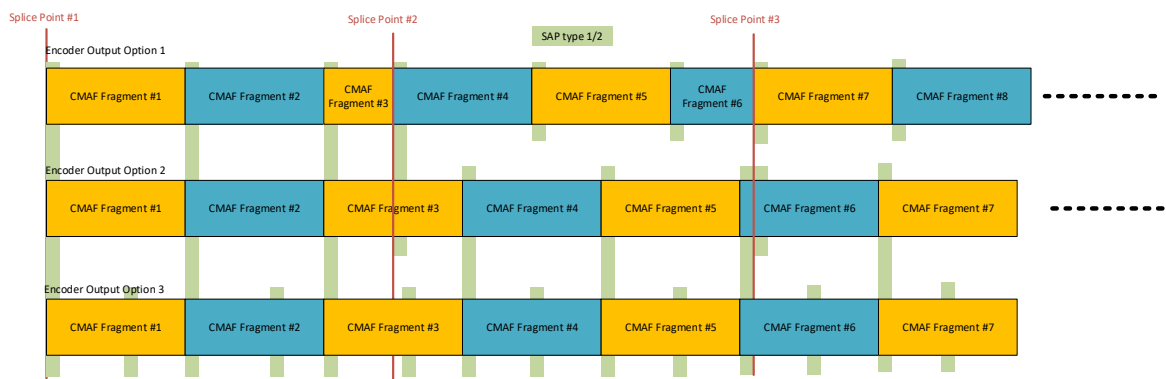 Splice Point #1
Splice Point #2
Splice Point #3
SAP type 1/2
Encoder Output Option 1
CMAF Fragment #1
CMAF Fragment #2
CMAF
Fragment #3
CMAF Fragment #4
CMAF Fragment #5
CMAF
Fragment #6
CMAF Fragment #7
CMAF Fragment #8
Encoder Output Option 2
CMAF Fragment #1
CMAF Fragment #2
CMAF Fragment #3
CMAF Fragment #4
CMAF Fragment #5
CMAF Fragment #6
CMAF Fragment #7
Encoder Output Option 3
CMAF Fragment #1
CMAF Fragment #2
CMAF Fragment #3
CMAF Fragment #4
CMAF Fragment #5
CMAF Fragment #6
CMAF Fragment #7